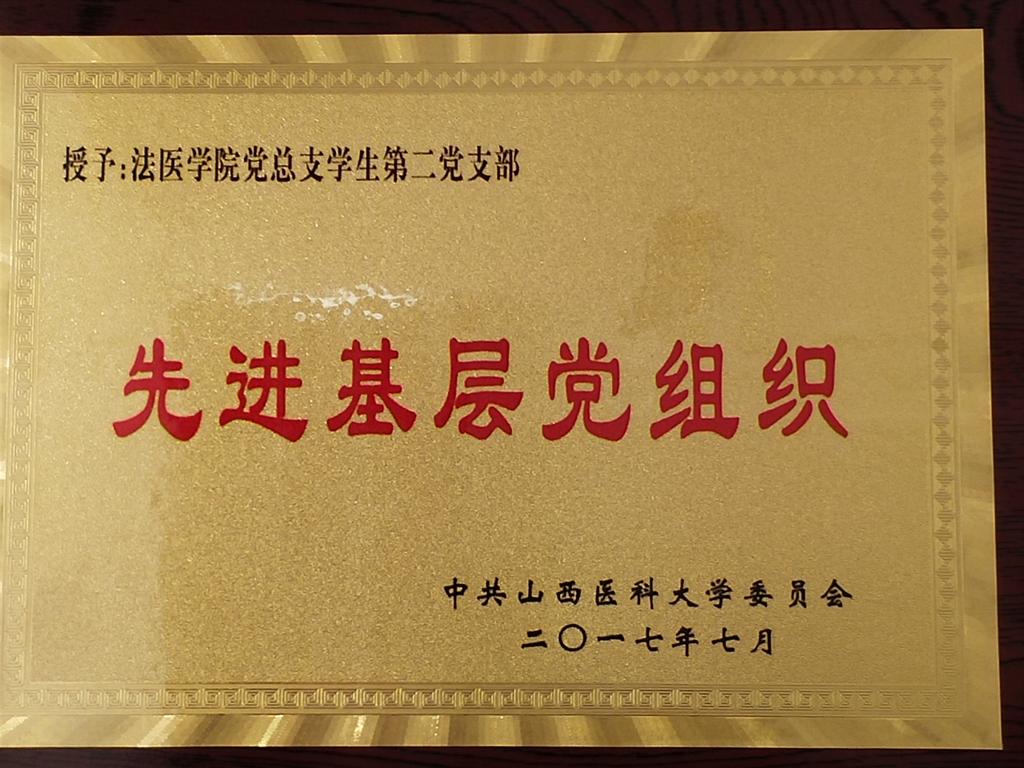 授予:法医学院党总支学生第二党支部
先进基层党组织
中共山西医科大学委员会
二〇一七年七月